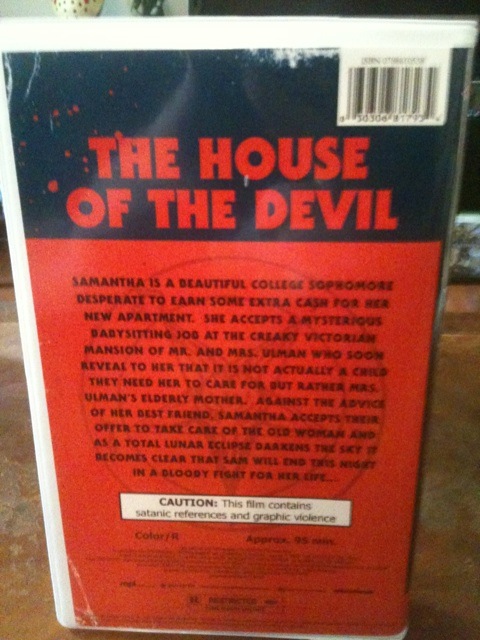 THE HOUSE
OF THE DEVIL
SAMANTHA IS A BEAUTIFUL COLLEGE SOPHOMORE
DESPERATE TO EARN SOME EXTRA CASH FOR HER
NEW APARTMENT. SHE ACCEPTS A MYSTERIOUS
BABYSITTING JOB AT THE CREAKY VICTORIAN
MANSION OF MR. AND MRS. ULMAN WHO SOON
REVEAL TO HER THAT IT IS NOT ACTUALLY A CHILD
THEY NEED HER TO CARE FOR BUT RATHER MRS.
ULMAN'S ELDERLY MOTHER. AGAINST THE ADVICE
OF HER BEST FRIEND, SAMANTHA ACCEPTS THEIR
OFFER TO TAKE CARE OF THE OLD WOMAN AND
AS A TOTAL LUNAR ECLIPSE DARKENS THE SKY IT
BECOMES CLEAR THAT SAM WILL END THIS NIGHT
IN A BLOODY FIGHT FOR HER LIFE...
CAUTION: This film contains
satanic references and graphic violence
Color/R Approx. 95 min.
R RESTRICTED